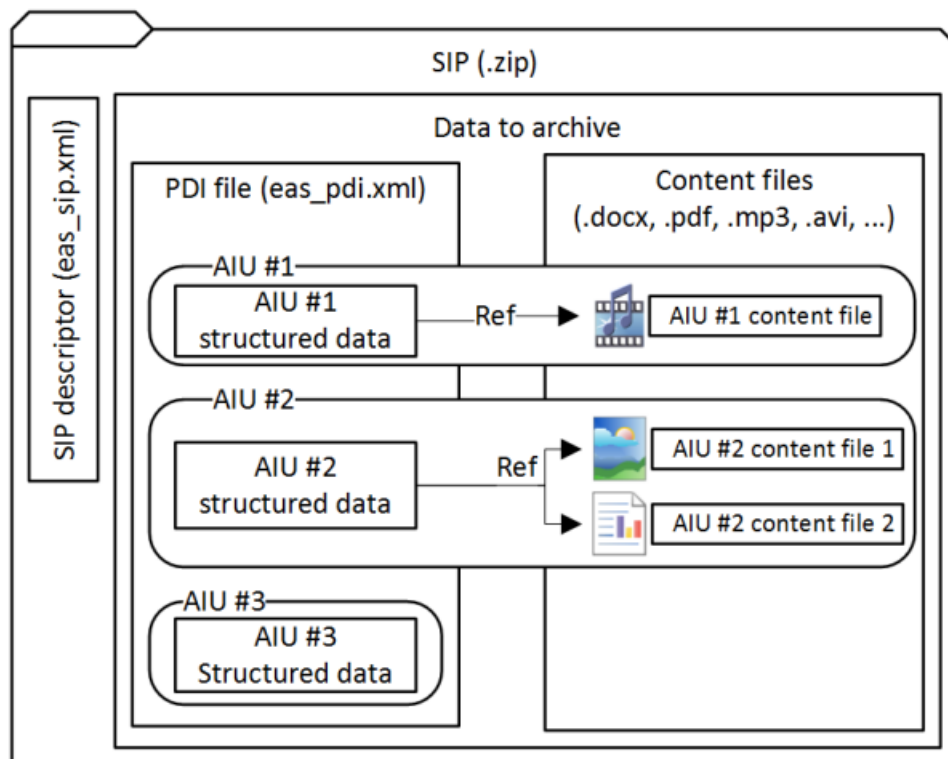 SIP (.zip)
SIP descriptor (eas_sip.xml)
Data to archive
PDI file (eas_pdi.xml)
Content files
(.docx, .pdf, .mp3, .avi, ...)
AIU #1
AIU #1
structured data
Ref
AIU #1 content file
AIU #2
AIU #2
structured data
Ref
AIU #2 content file 1
AIU #2 content file 2
AIU #3
AIU #3
Structured data